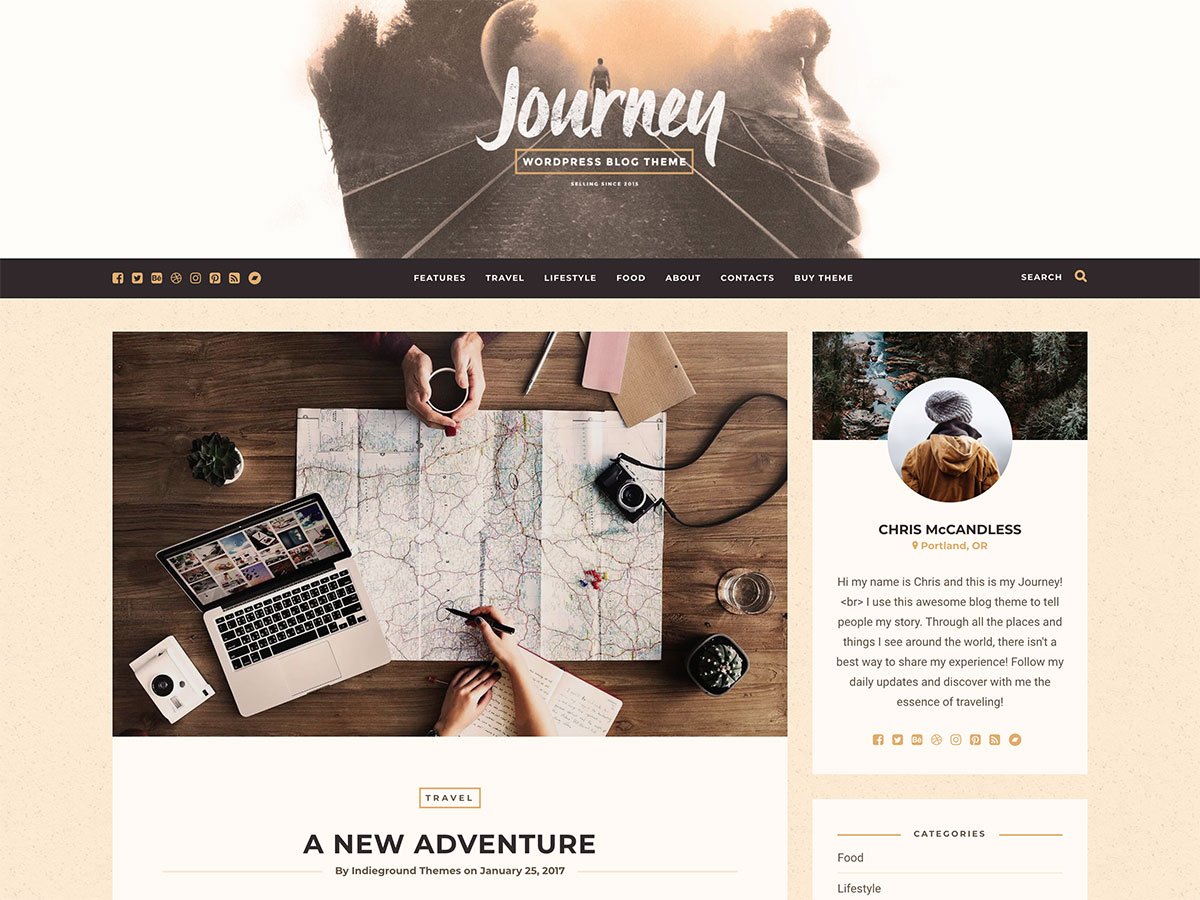 Journey
WORDPRESS BLOG THEME
SELLING SINCE 2015
FEATURES TRAVEL LIFESTYLE FOOD ABOUT CONTACTS BUY THEME
SEARCH
TRAVEL
A NEW ADVENTURE
By Indieground Themes on January 25, 2017
CHRIS McCANDLESS
Portland, OR
Hi my name is Chris and this is my Journey!
<br> I use this awesome blog theme to tell
people my story. Through all the places and
things I see around the world, there isn't a
best way to share my experience! Follow my
daily updates and discover with me the
essence of traveling!
CATEGORIES
Food
Lifestyle